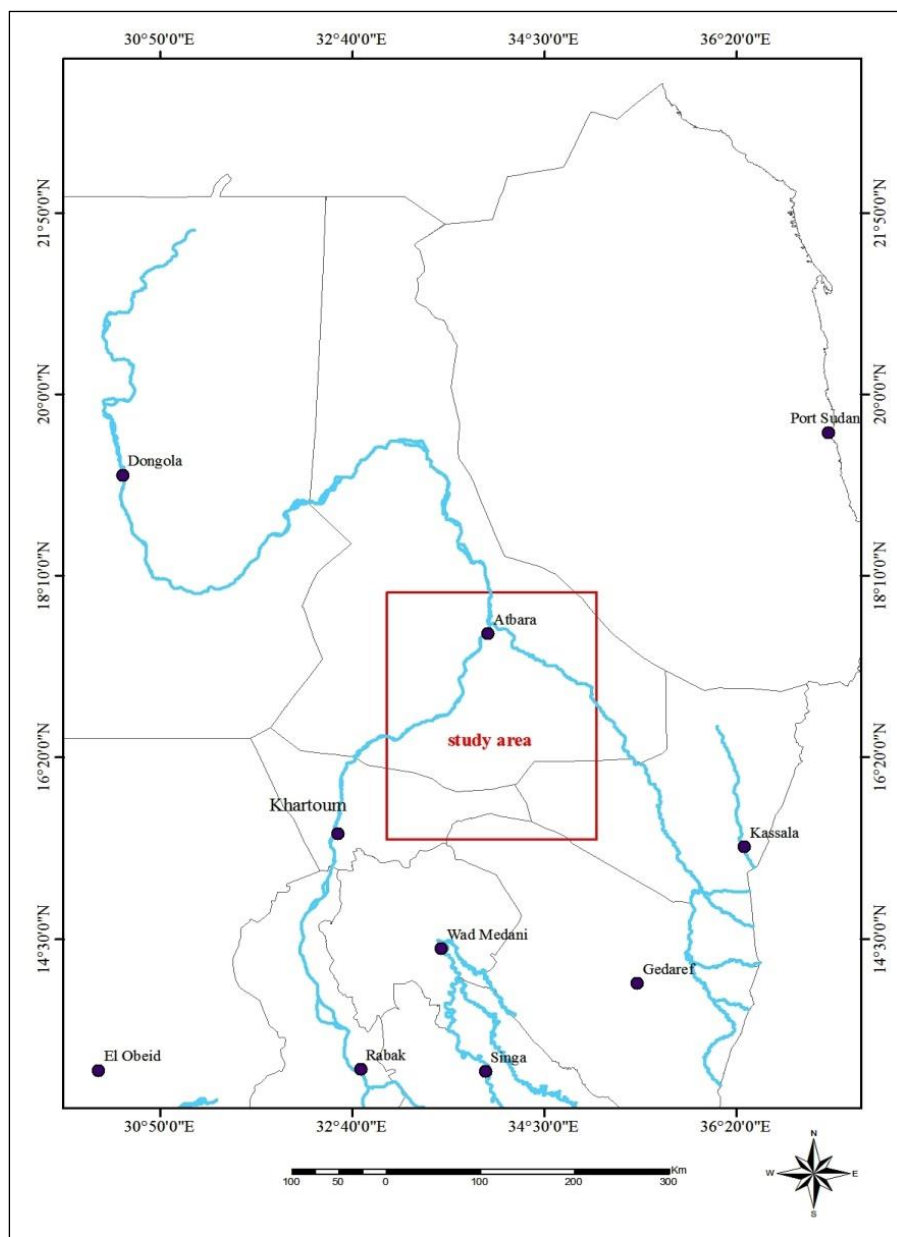 30°50'0"E 32°40'0"E 34°30'0"E 36°20'0"E
21°50'0"N 21°50'0"N
20°0'0"N 20°0'0"N
Port Sudan
Dongola
18°10'0"N 18°10'0"N
Atbara
study area
16°20'0"N 16°20'0"N
Khartoum
Kassala
14°30'0"N 14°30'0"N
Wad Medani
Gedaref
El Obeid Rabak Singa
30°50'0"E 32°40'0"E 34°30'0"E 36°20'0"E
N
Km
W E
100 50 0 100 200 300
S